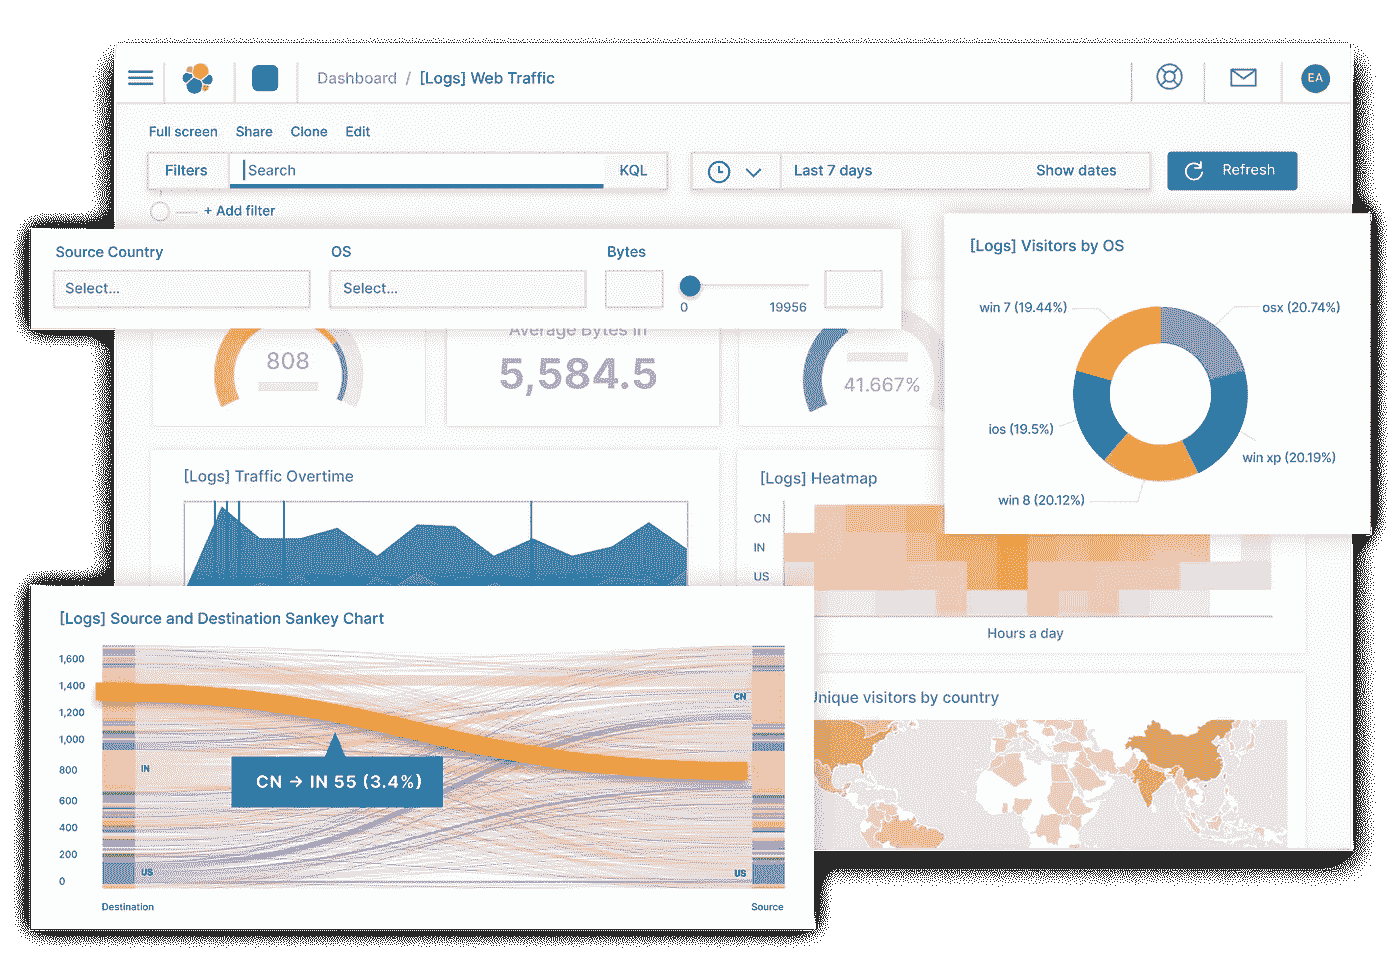 Dashboard / [Logs] Web Traffic
EA
Full screen Share Clone Edit
Filters Search KQL Last 7 days Show dates Refresh
+ Add filter
Source Country OS Bytes
Select... Select... 0 19956
[Logs] Visitors by OS
win 7 (19.44%) osx (20.74%)
ios (19.5%)
win xp (20.19%)
win 8 (20.12%)
808
Average Bytes in
5,584.5
41.667%
[Logs] Traffic Overtime
[Logs] Heatmap
CN
IN
US
Hours a day
[Logs] Source and Destination Sankey Chart
1,600
1,400
1,200
1,000
800
600
400
200
0
CN
IN
US
US
CN → IN 55 (3.4%)
Destination Source
Unique visitors by country